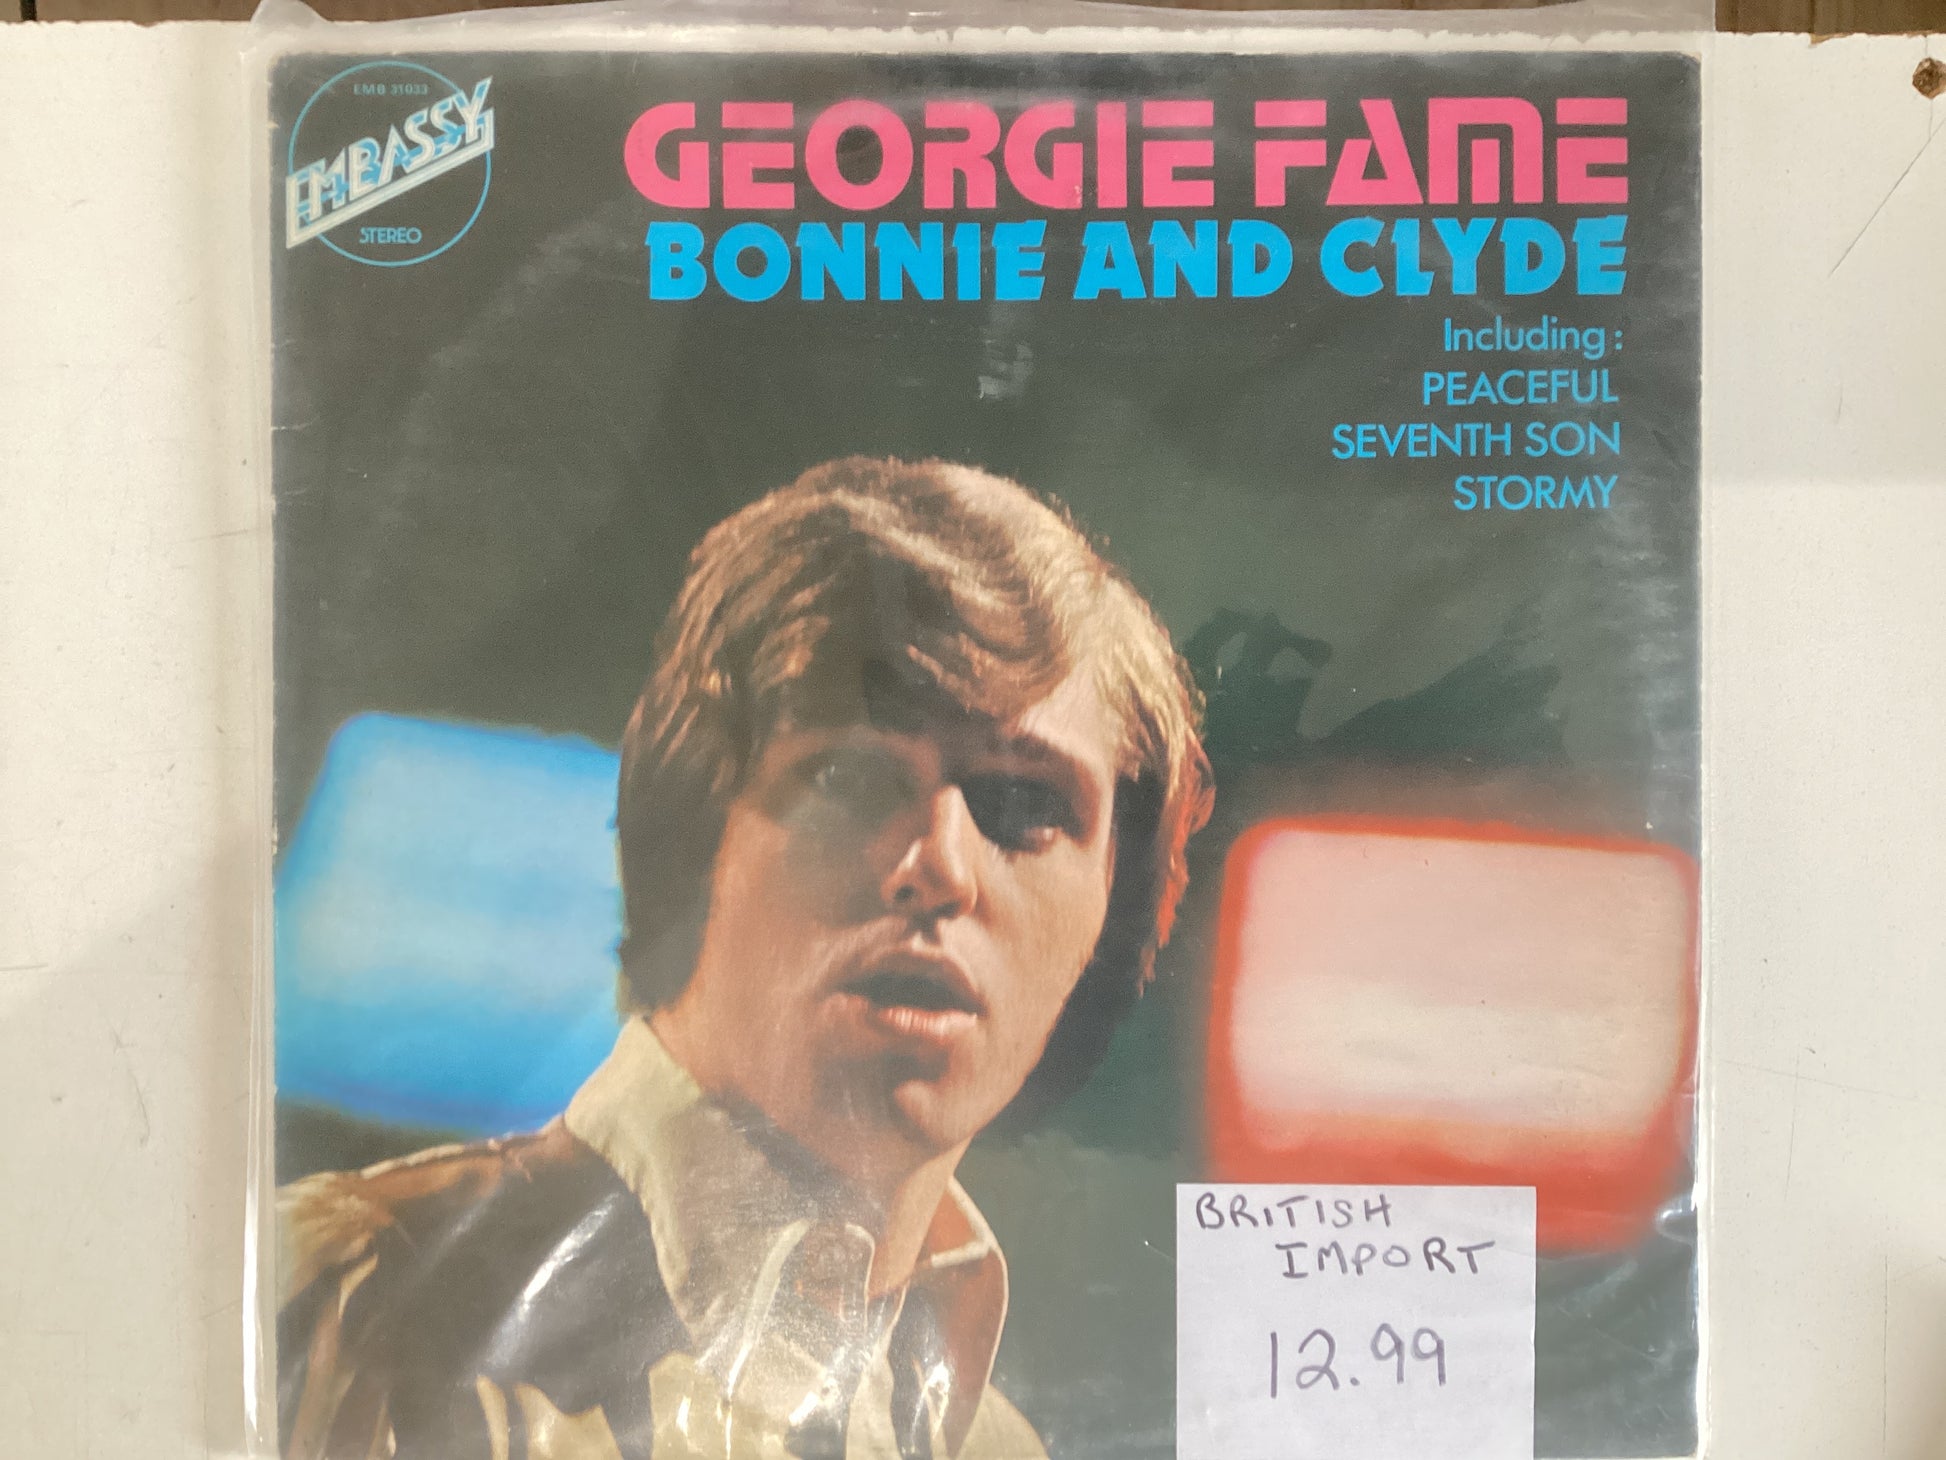 EMB 31033
EMBASSY
STEREO
GEORGIE FAME
BONNIE AND CLYDE
Including:
PEACEFUL
SEVENTH SON
STORMY
BRITISH
IMPORT
12.99